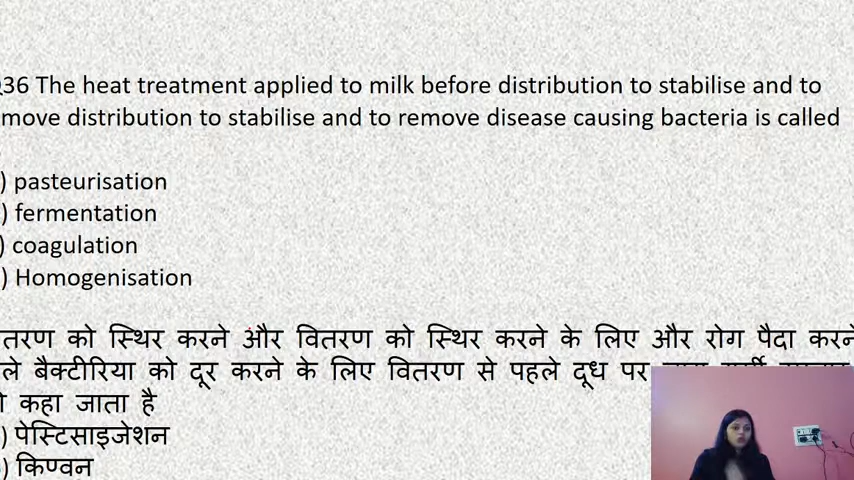 36 The heat treatment applied to milk before distribution to stabilise and to
move distribution to stabilise and to remove disease causing bacteria is called
) pasteurisation
) fermentation
) coagulation
) Homogenisation
तरण को स्थिर करने और वितरण को स्थिर करने के लिए और रोग पैदा करने
ले बैक्टीरिया को दूर करने के लिए वितरण से पहले दूध पर
कहा जाता है
) पेस्टिसाइजेशन
) किण्वन